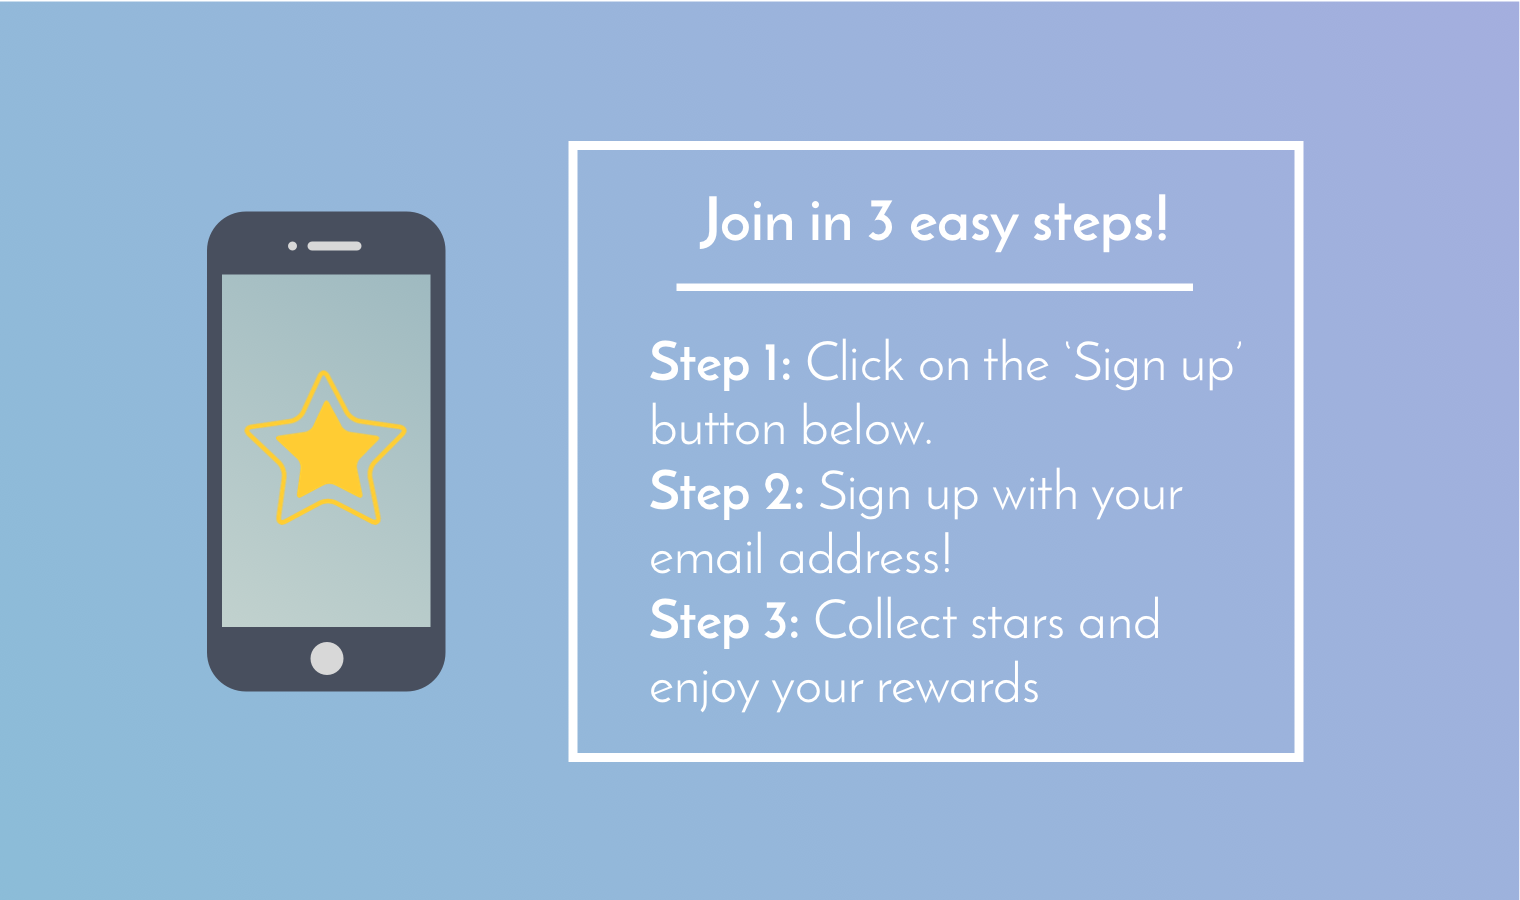 Join in 3 easy steps!
Step 1: Click on the ‘Sign up’
button below.
Step 2: Sign up with your
email address!
Step 3: Collect stars and
enjoy your rewards